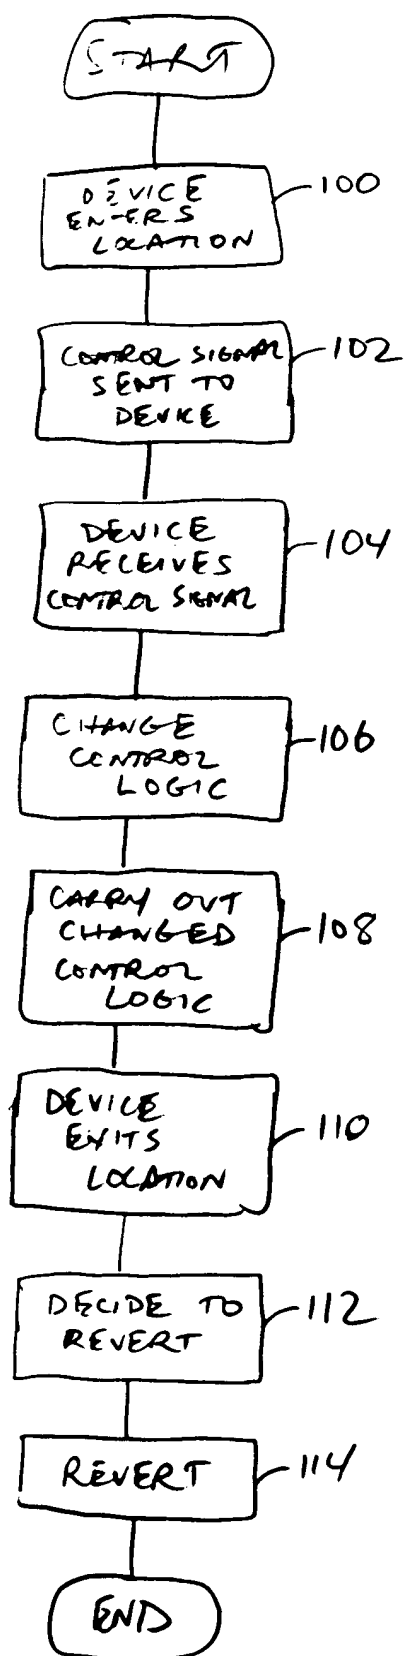 START
DEVICE
ENTERS
LOCATION
100
CONTROL SIGNAL
SENT TO
DEVICE
102
DEVICE
RECEIVES
CONTROL SIGNAL
104
CHANGE
CONTROL
LOGIC
106
CARRY OUT
CHANGED
CONTROL
LOGIC
108
DEVICE
EXITS
LOCATION
110
DECIDE TO
REVERT
112
REVERT
114
END